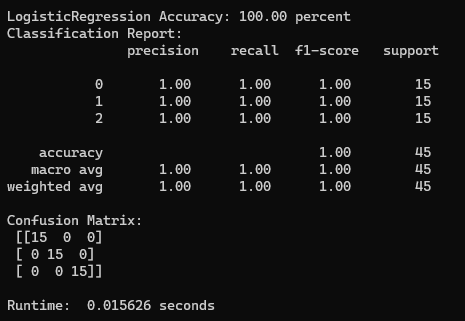 LogisticRegression Accuracy: 100.00 percent
Classification Report:
              precision    recall  f1-score   support

           0       1.00      1.00      1.00        15
           1       1.00      1.00      1.00        15
           2       1.00      1.00      1.00        15

    accuracy                           1.00        45
   macro avg       1.00      1.00      1.00        45
weighted avg       1.00      1.00      1.00        45

Confusion Matrix:
 [[15  0  0]
 [ 0 15  0]
 [ 0  0 15]]

Runtime:  0.015626 seconds